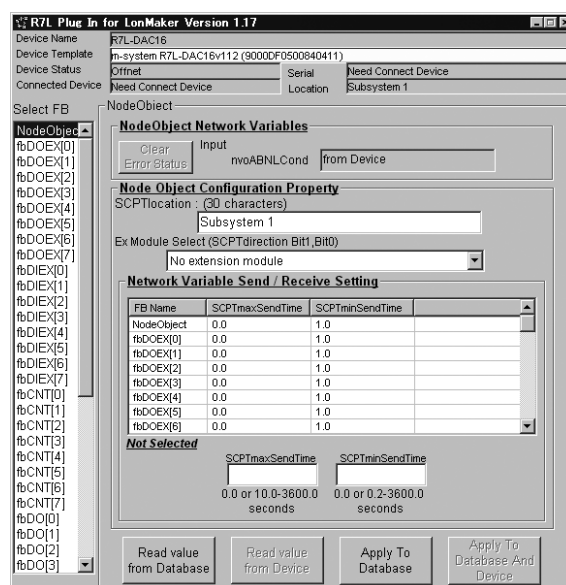 R7L Plug In for LonMaker Version 1.17
Device Name R7L-DAC16
Device Template m-system R7L-DAC16v112 (9000DF0500840411)
Device Status Offnet Serial Need Connect Device
Connected Device Need Connect Device Location Subsystem 1
Select FB
NodeObjec
fbDOEX[0]
fbDOEX[1]
fbDOEX[2]
fbDOEX[3]
fbDOEX[4]
fbDOEX[5]
fbDOEX[6]
fbDOEX[7]
fbDIEX[0]
fbDIEX[1]
fbDIEX[2]
fbDIEX[3]
fbDIEX[4]
fbDIEX[5]
fbDIEX[6]
fbDIEX[7]
fbCNT[0]
fbCNT[1]
fbCNT[2]
fbCNT[3]
fbCNT[4]
fbCNT[5]
fbCNT[6]
fbCNT[7]
fbDO[0]
fbDO[1]
fbDO[2]
fbDO[3]
NodeObject
NodeObject Network Variables
Clear
Error Status
Input
nvoABNLCond from Device
Node Object Configuration Property
SCPTlocation : (30 characters)
Subsystem 1
Ex Module Select (SCPTdirection Bit1,Bit0)
No extension module
Network Variable Send / Receive Setting
FB Name SCPTmaxSendTime SCPTminSendTime
NodeObject 0.0 1.0
fbDOEX[0] 0.0 1.0
fbDOEX[1] 0.0 1.0
fbDOEX[2] 0.0 1.0
fbDOEX[3] 0.0 1.0
fbDOEX[4] 0.0 1.0
fbDOEX[5] 0.0 1.0
fbDOEX[6] 0.0 1.0
Not Selected
SCPTmaxSendTime SCPTminSendTime
0.0 or 10.0-3600.0 0.0 or 0.2-3600.0
seconds seconds
Read value
from Database
Read value
from Device
Apply To
Database
Apply To
Database And
Device